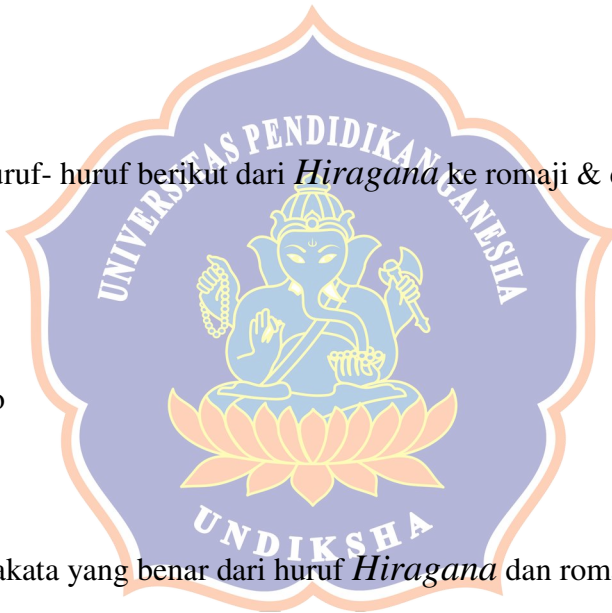 UNIVERSITAS PENDIDIKAN GANESHA
uruf- huruf berikut dari Hiragana ke romaji &
o
UNDIKSHA
akata yang benar dari huruf Hiragana dan rom